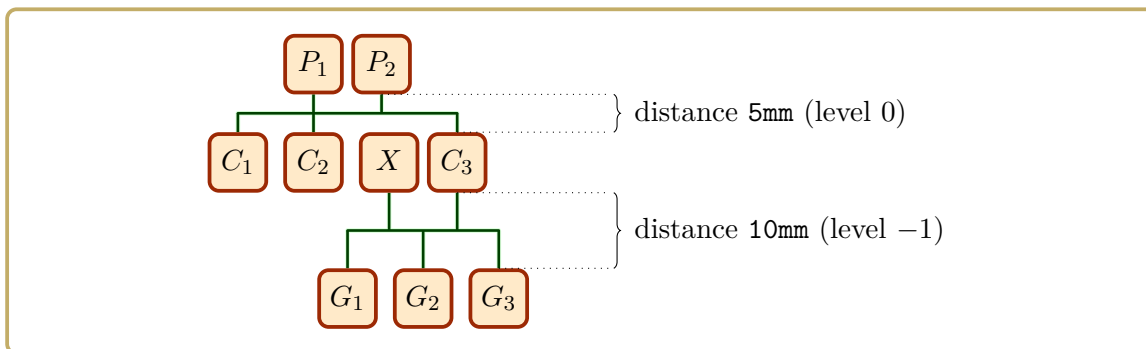 P₁ P₂
distance 5mm (level 0)
C₁ C₂ X C₃
distance 10mm (level −1)
G₁ G₂ G₃